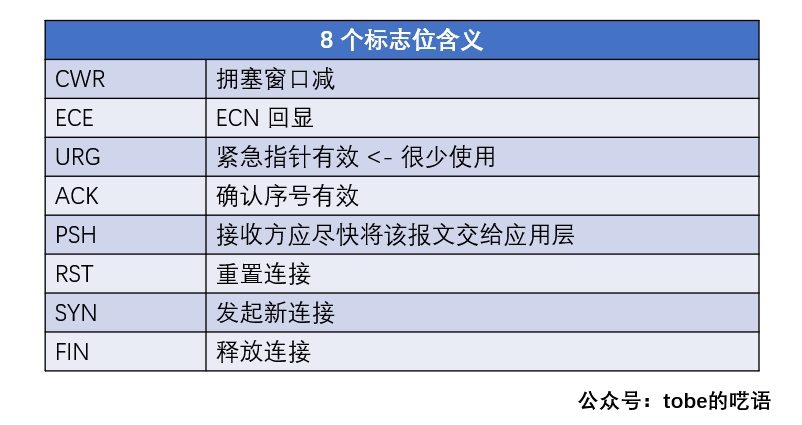 8 个标志位含义
CWR 拥塞窗口减
ECE ECN 回显
URG 紧急指针有效 <- 很少使用
ACK 确认序号有效
PSH 接收方应尽快将该报文交给应用层
RST 重置连接
SYN 发起新连接
FIN 释放连接
公众号：tobe的呓语